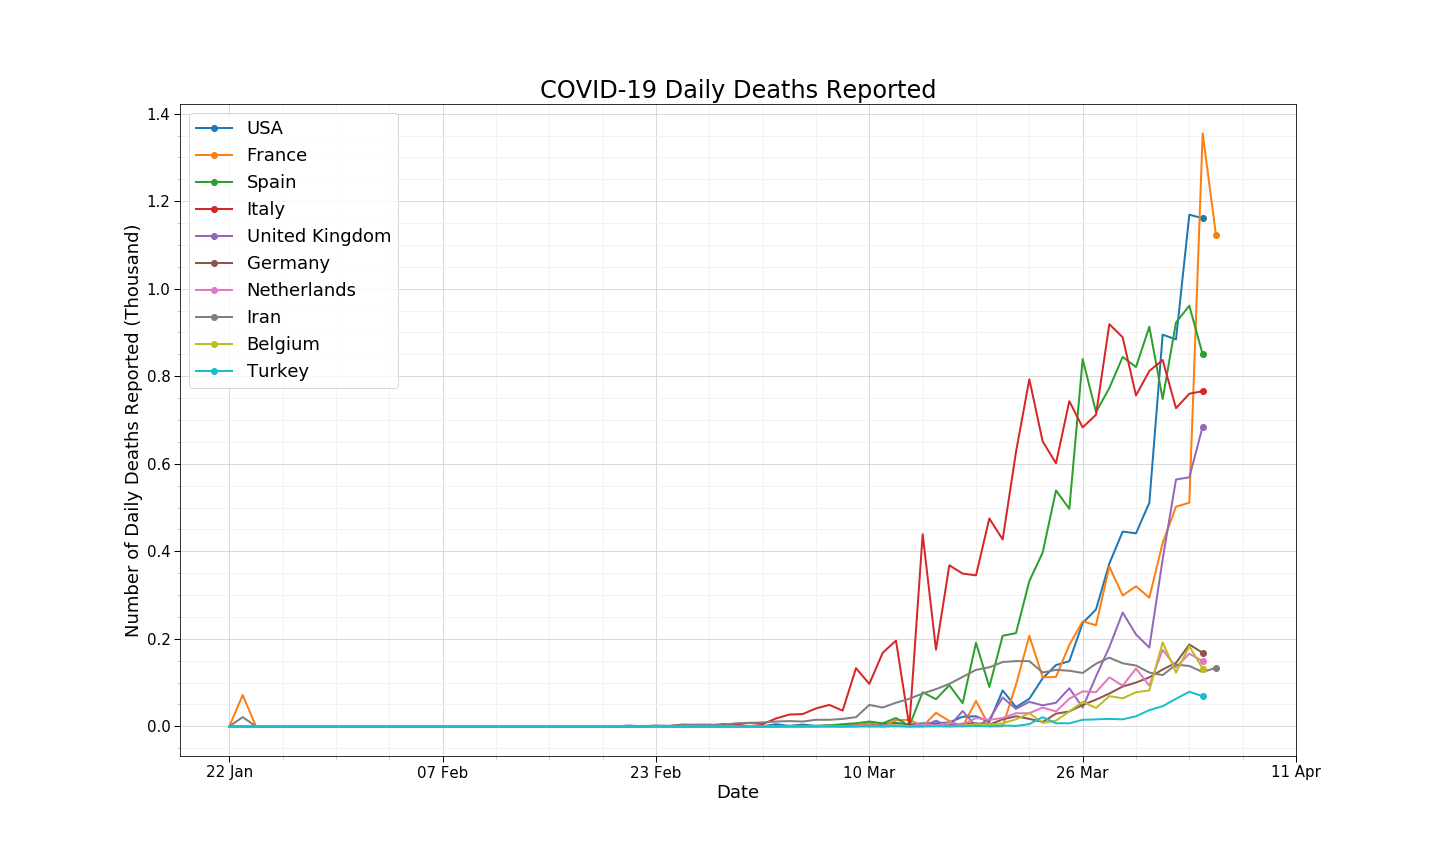 COVID-19 Daily Deaths Reported
Number of Daily Deaths Reported (Thousand)
1.4
1.2
1.0
0.8
0.6
0.4
0.2
0.0
USA
France
Spain
Italy
United Kingdom
Germany
Netherlands
Iran
Belgium
Turkey
22 Jan
07 Feb
23 Feb
10 Mar
26 Mar
11 Apr
Date